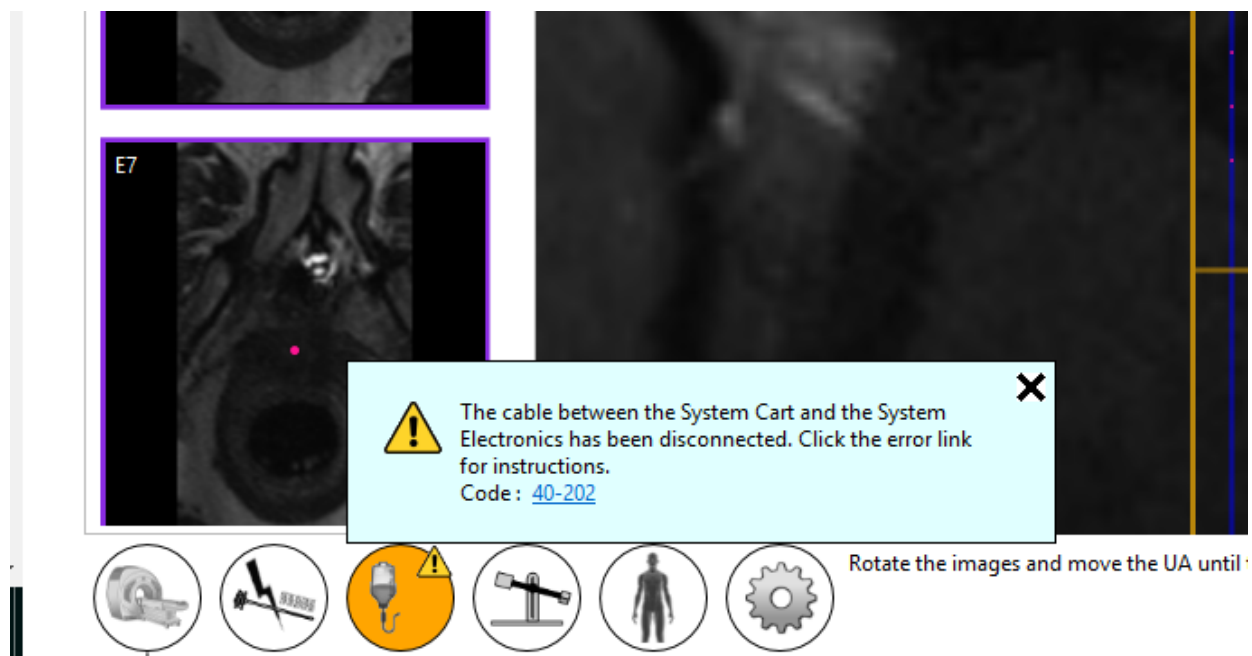 E7
The cable between the System Cart and the System
Electronics has been disconnected. Click the error link
for instructions.
Code : 40-202
Rotate the images and move the UA until